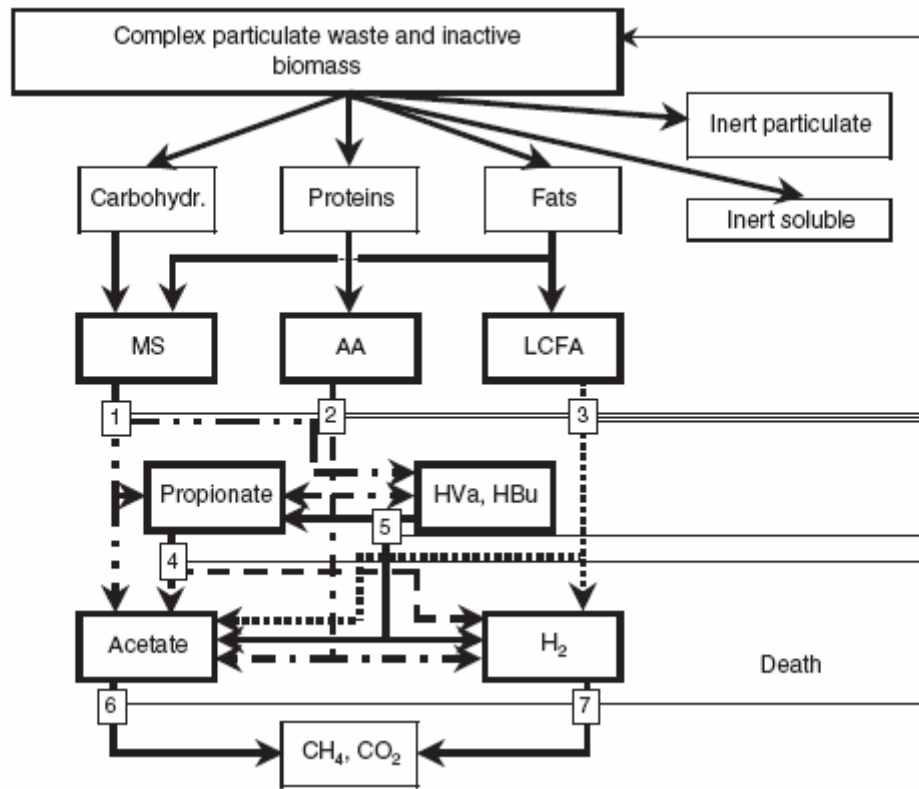 Complex particulate waste and inactive
biomass
Inert particulate
Carbohydr.
Proteins
Fats
Inert soluble
MS
AA
LCFA
1
2
3
Propionate
HVa, HBu
5
4
Acetate
H₂
Death
6
7
CH₄, CO₂